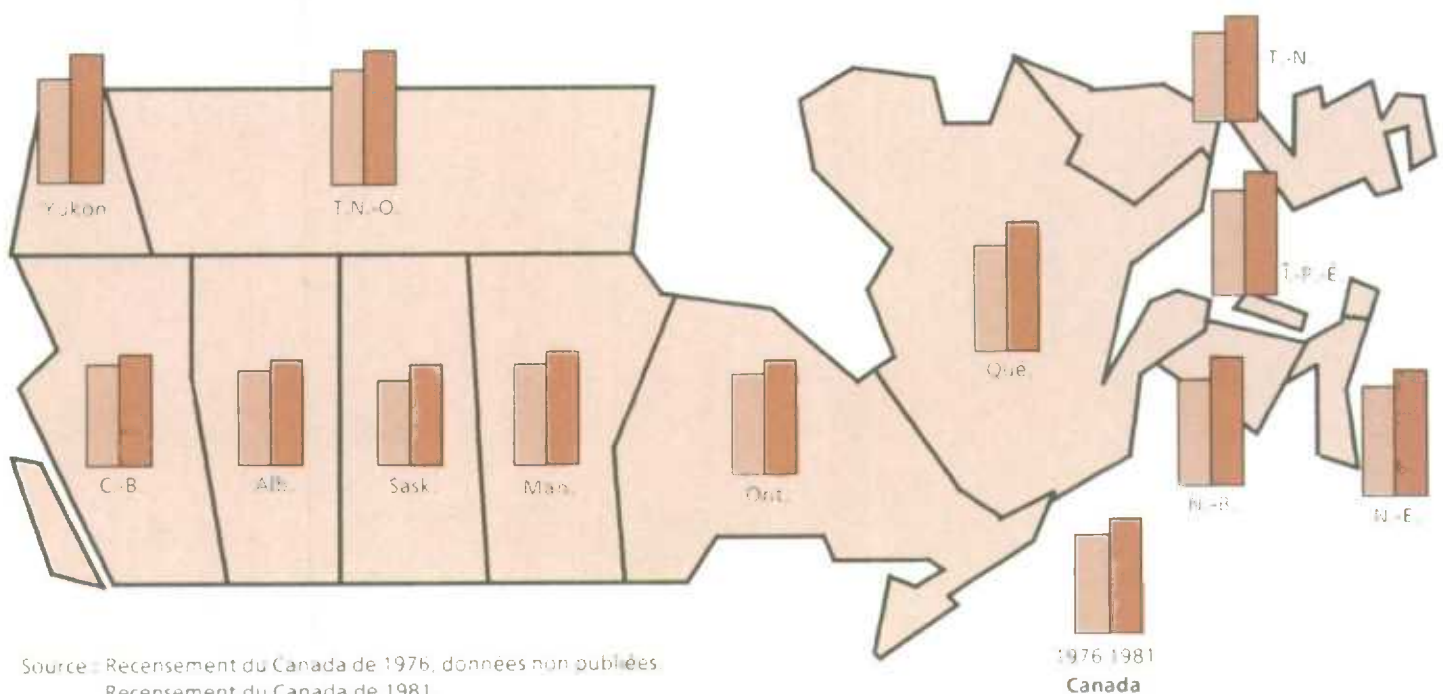 T.-N.
Yukon
T.N.-O.
Î.-P.-É.
Que.
C.-B.
Alb.
Sask.
Man.
Ont.
N.-B.
N.-É.
1976 1981
Canada
Source : Recensement du Canada de 1976, données non publiées.
Recensement du Canada de 1981.